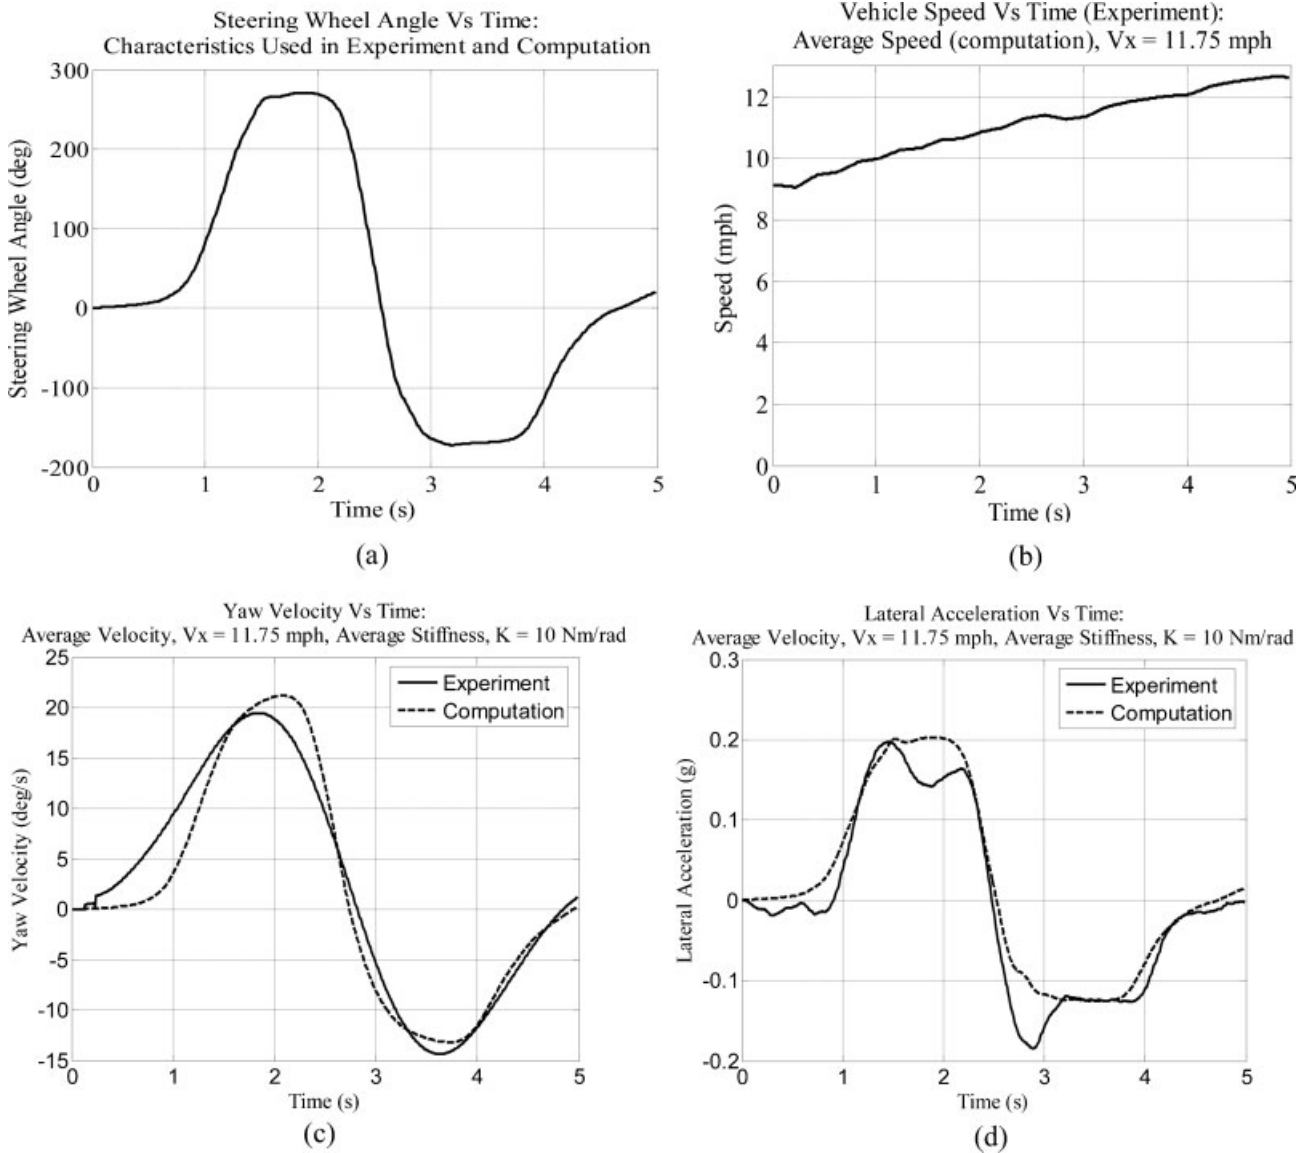 Steering Wheel Angle Vs Time:
Characteristics Used in Experiment and Computation
300
200
100
0
-100
-200
Steering Wheel Angle (deg)
0 1 2 3 4 5
Time (s)
(a)
Vehicle Speed Vs Time (Experiment):
Average Speed (computation), Vx = 11.75 mph
12
10
8
6
4
2
0
Speed (mph)
0 1 2 3 4 5
Time (s)
(b)
Yaw Velocity Vs Time:
Average Velocity, Vx = 11.75 mph, Average Stiffness, K = 10 Nm/rad
25
20
15
10
5
0
-5
-10
-15
Yaw Velocity (deg/s)
Experiment
Computation
0 1 2 3 4 5
Time (s)
(c)
Lateral Acceleration Vs Time:
Average Velocity, Vx = 11.75 mph, Average Stiffness, K = 10 Nm/rad
0.3
0.2
0.1
0
-0.1
-0.2
Lateral Acceleration (g)
Experiment
Computation
0 1 2 3 4 5
Time (s)
(d)